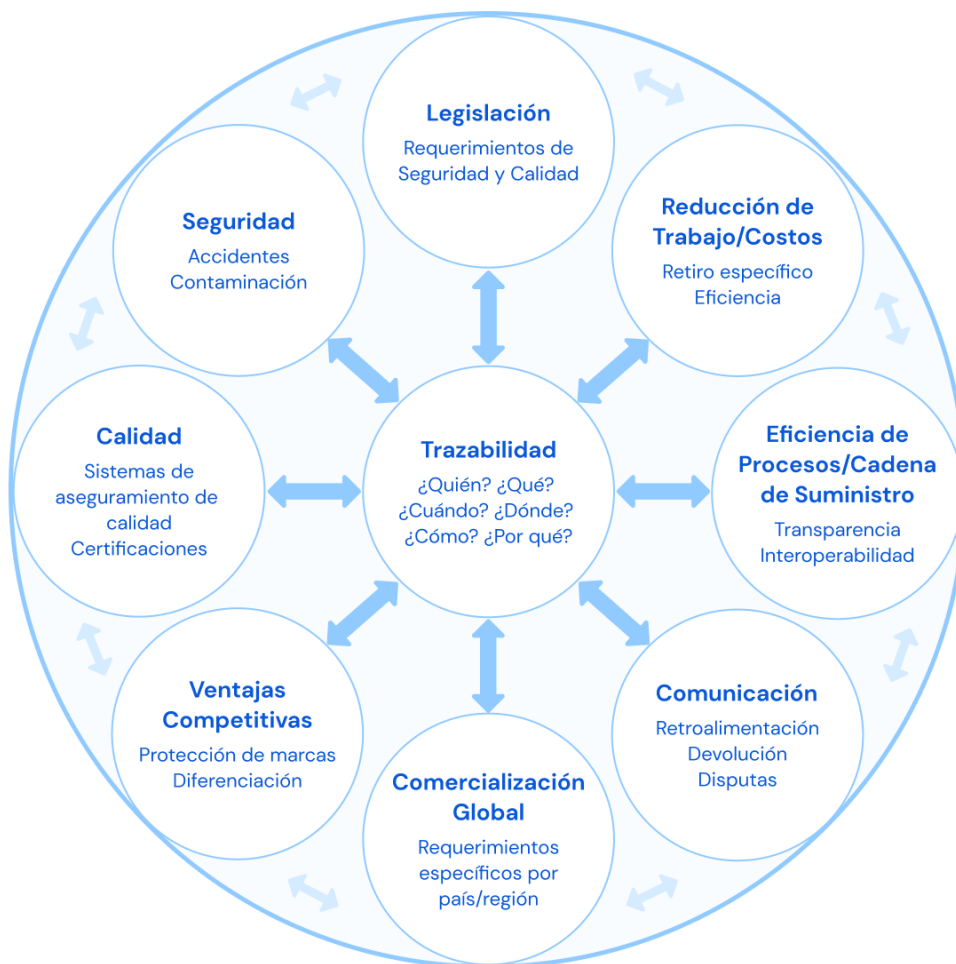 Legislación
Requerimientos de
Seguridad y Calidad
Reducción de
Trabajo/Costos
Retiro específico
Eficiencia
Eficiencia de
Procesos/Cadena
de Suministro
Transparencia
Interoperabilidad
Comunicación
Retroalimentación
Devolución
Disputas
Comercialización
Global
Requerimientos
específicos por
país/región
Ventajas
Competitivas
Protección de marcas
Diferenciación
Calidad
Sistemas de
aseguramiento de
calidad
Certificaciones
Seguridad
Accidentes
Contaminación
Trazabilidad
¿Quién? ¿Qué?
¿Cuándo? ¿Dónde?
¿Cómo? ¿Por qué?